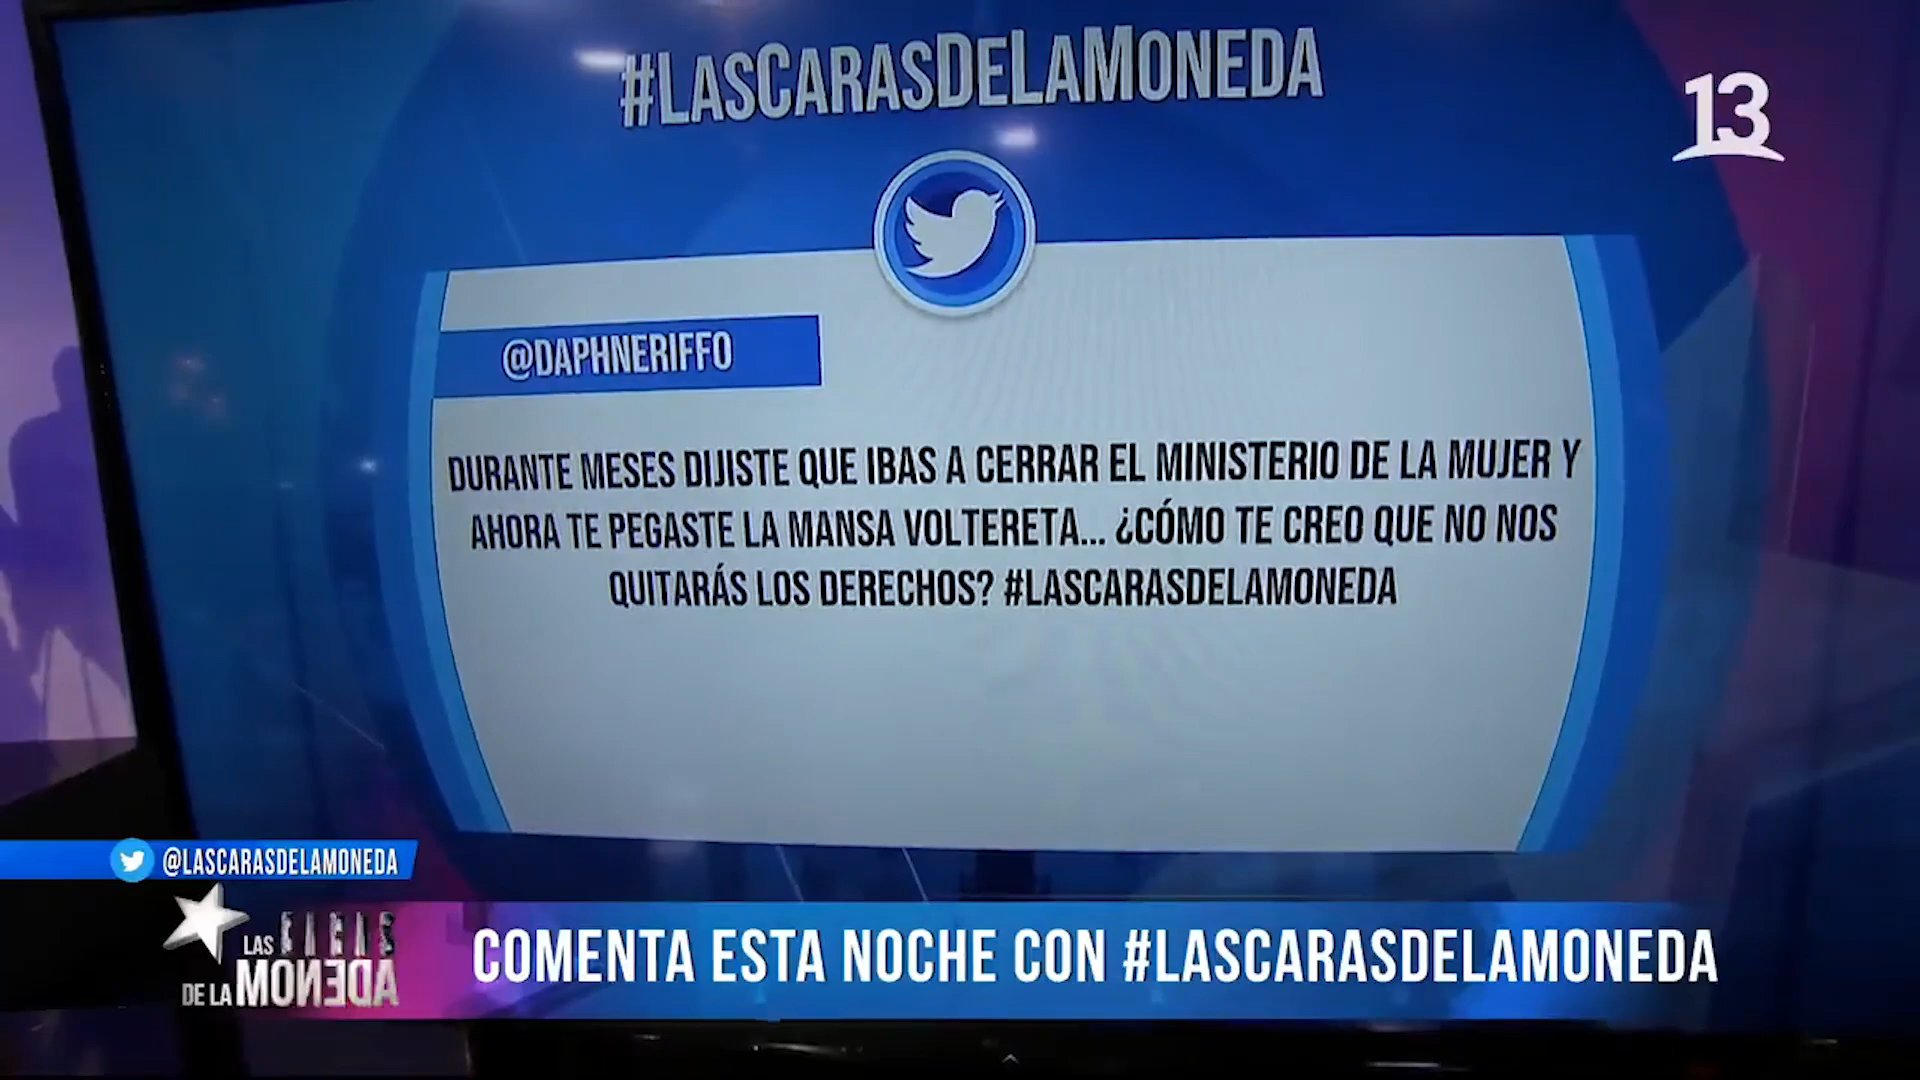 #LASCARASDELAMONEDA
13
@DAPHNERIFFO
DURANTE MESES DIJISTE QUE IBAS A CERRAR EL MINISTERIO DE LA MUJER Y
AHORA TE PEGASTE LA MANSA VOLTERETA... ¿CÓMO TE CREO QUE NO NOS
QUITARÁS LOS DERECHOS? #LASCARASDELAMONEDA
@LASCARASDELAMONEDA
LAS CARAS
DE LA MONEDA
COMENTA ESTA NOCHE CON #LASCARASDELAMONEDA